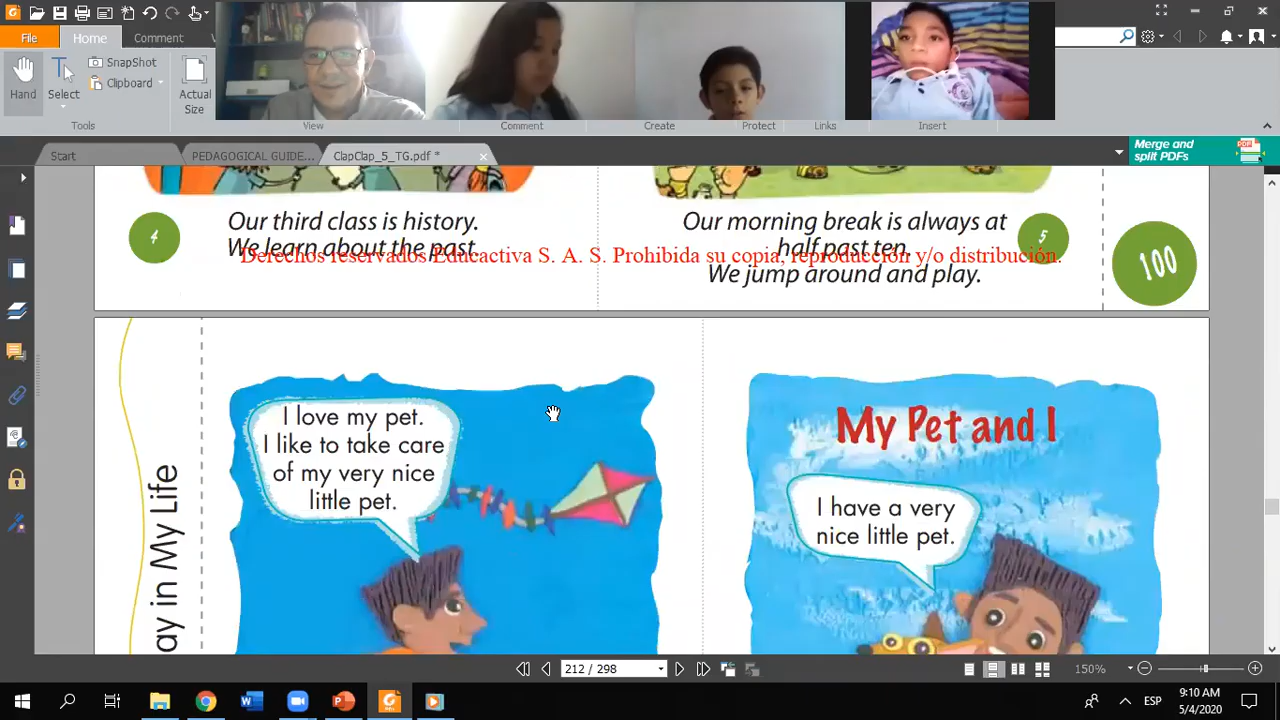 File
Home
Comment
SnapShot
Clipboard
Hand
Select
Actual
Size
Tools
View
Comment
Create
Protect
Links
Insert
Start
PEDAGOGICAL GUIDE...
ClapClap_5_TG.pdf *
Merge and
split PDFs
4
Our third class is history.
We learn about the past.
Our morning break is always at
half past ten.
We jump around and play.
5
100
Derechos reservados Educactiva S. A. S. Prohibida su copia, reproducción y/o distribución.
ay in My Life
I love my pet.
I like to take care
of my very nice
little pet.
My Pet and I
I have a very
nice little pet.
212 / 298
150%
ESP
9:10 AM
5/4/2020